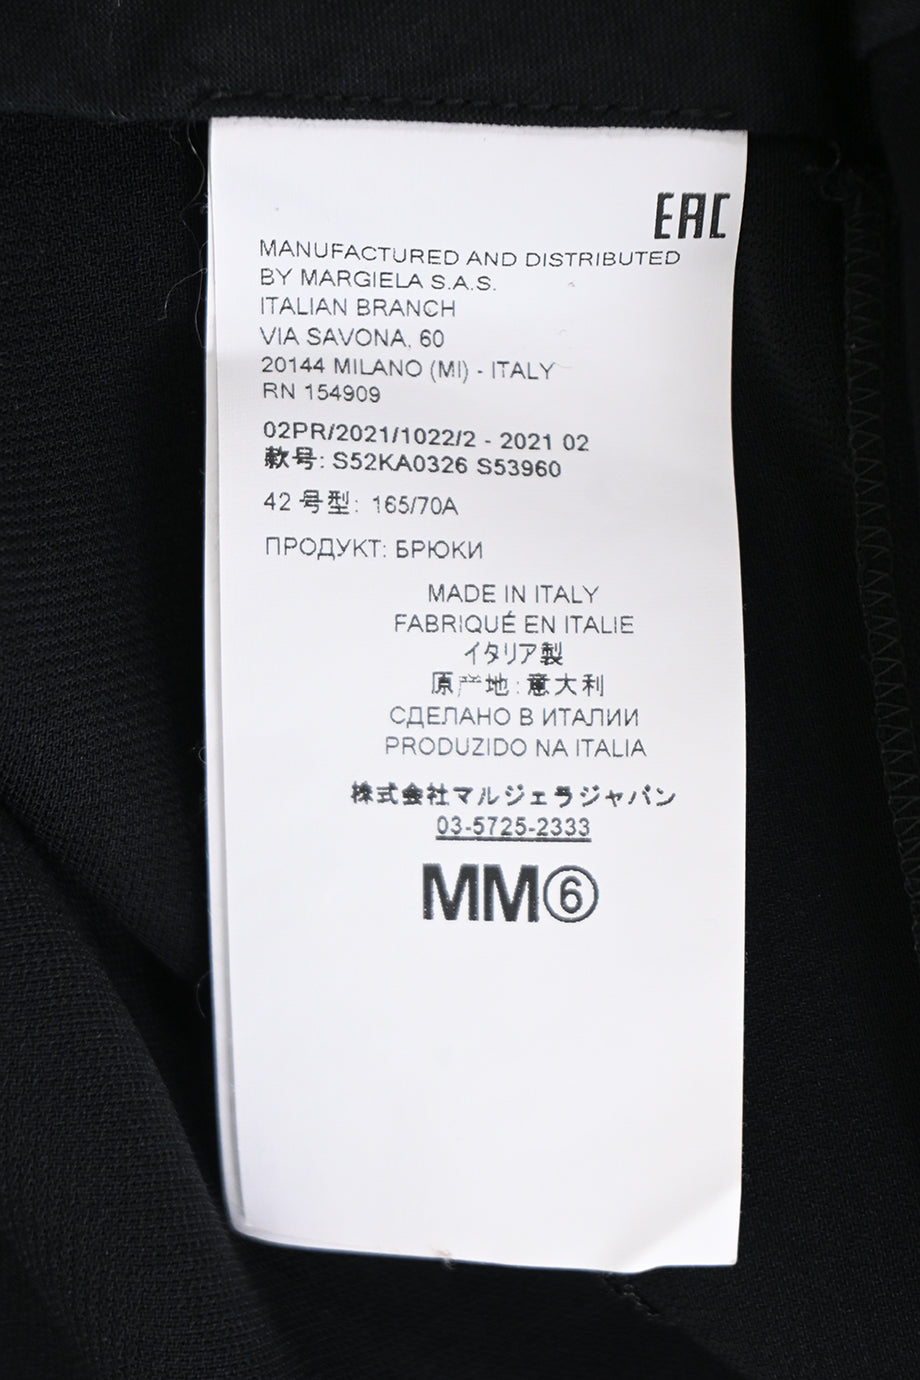 EAC
MANUFACTURED AND DISTRIBUTED
BY MARGIELA S.A.S.
ITALIAN BRANCH
VIA SAVONA, 60
20144 MILANO (MI) - ITALY
RN 154909
02PR/2021/1022/2 - 2021 02
款号: S52KA0326 S53960
42 号型: 165/70A
ПРОДУКТ: БРЮКИ
MADE IN ITALY
FABRIQUÉ EN ITALIE
イタリア製
原产地:意大利
СДЕЛАНО В ИТАЛИИ
PRODUZIDO NA ITALIA
株式会社マルジェラジャパン
03-5725-2333
MM⑥